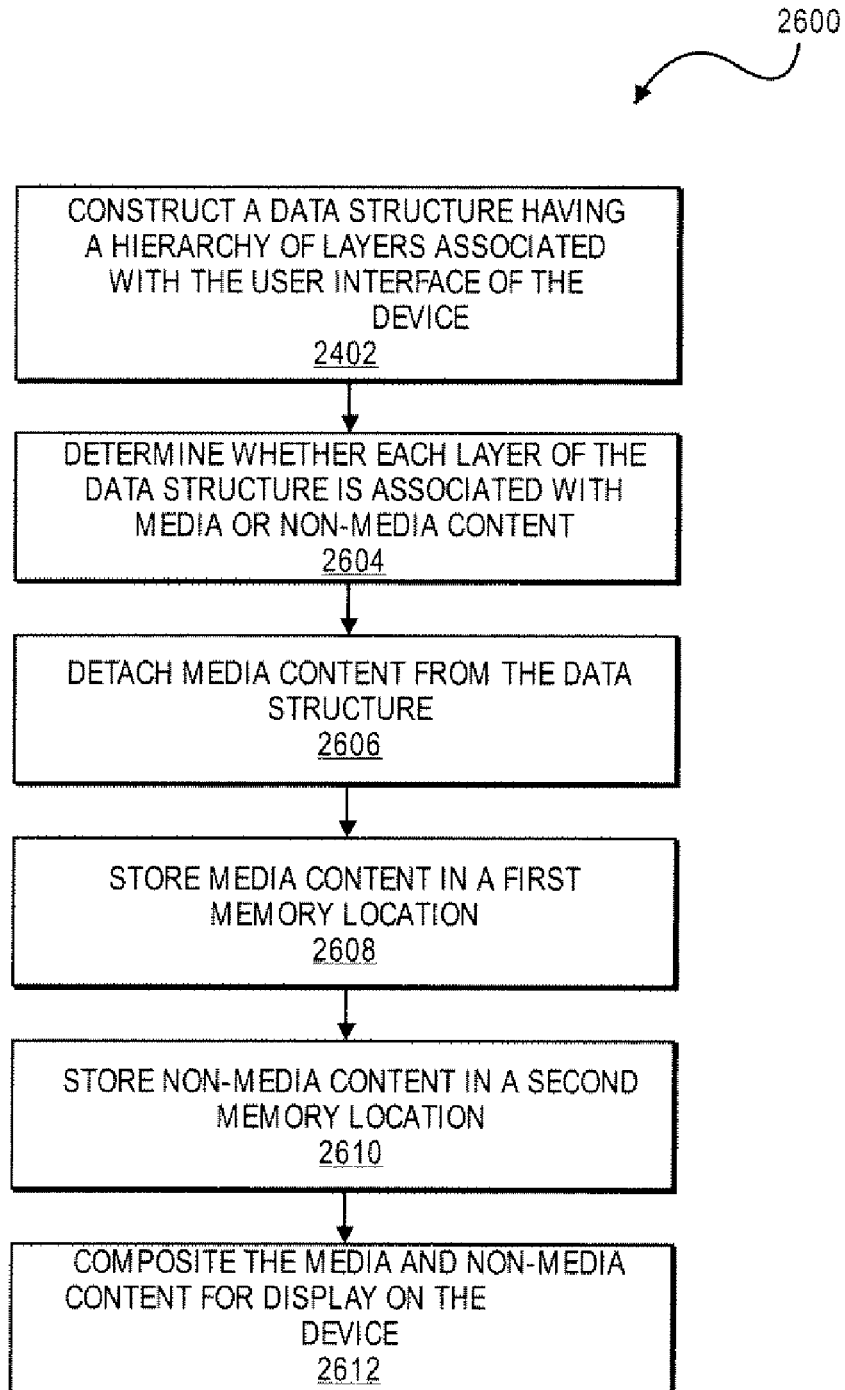 2600
CONSTRUCT A DATA STRUCTURE HAVING
A HIERARCHY OF LAYERS ASSOCIATED
WITH THE USER INTERFACE OF THE
DEVICE
2402
DETERMINE WHETHER EACH LAYER OF THE
DATA STRUCTURE IS ASSOCIATED WITH
MEDIA OR NON-MEDIA CONTENT
2604
DETACH MEDIA CONTENT FROM THE DATA
STRUCTURE
2606
STORE MEDIA CONTENT IN A FIRST
MEMORY LOCATION
2608
STORE NON-MEDIA CONTENT IN A SECOND
MEMORY LOCATION
2610
COMPOSITE THE MEDIA AND NON-MEDIA
CONTENT FOR DISPLAY ON THE
DEVICE
2612